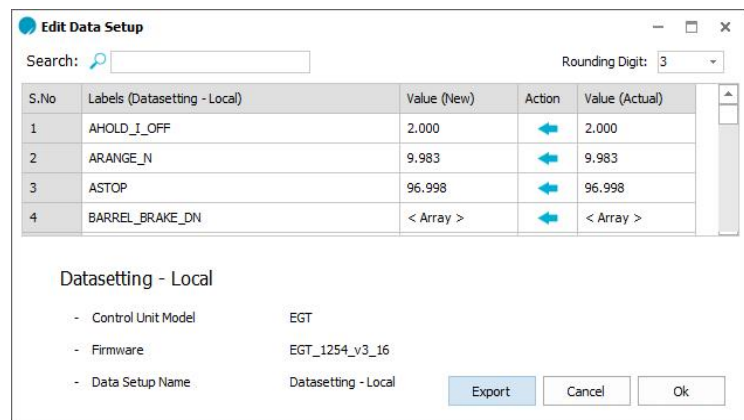 Edit Data Setup
Search: Rounding Digit: 3
S.No Labels (Datasetting - Local) Value (New) Action Value (Actual)
1 AHOLD_I_OFF 2.000 2.000
2 ARANGE_N 9.983 9.983
3 ASTOP 96.998 96.998
4 BARREL_BRAKE_DN < Array > < Array >
Datasetting - Local
- Control Unit Model EGT
- Firmware EGT_1254_v3_16
- Data Setup Name Datasetting - Local
Export Cancel Ok